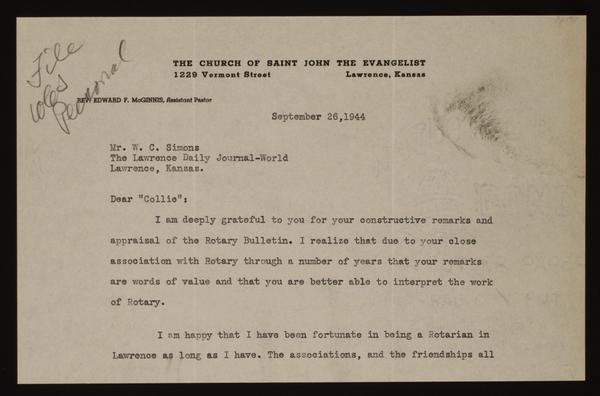 File
Personal
THE CHURCH OF SAINT JOHN THE EVANGELIST
1229 Vermont Street Lawrence, Kansas
REV. EDWARD F. McGINNIS, Assistant Pastor
September 26,1944
Mr. W. C. Simons
The Lawrence Daily Journal-World
Lawrence, Kansas.
Dear "Collie":
I am deeply grateful to you for your constructive remarks and
appraisal of the Rotary Bulletin. I realize that due to your close
association with Rotary through a number of years that your remarks
are words of value and that you are better able to interpret the work
of Rotary.
I am happy that I have been fortunate in being a Rotarian in
Lawrence as long as I have. The associations, and the friendships all